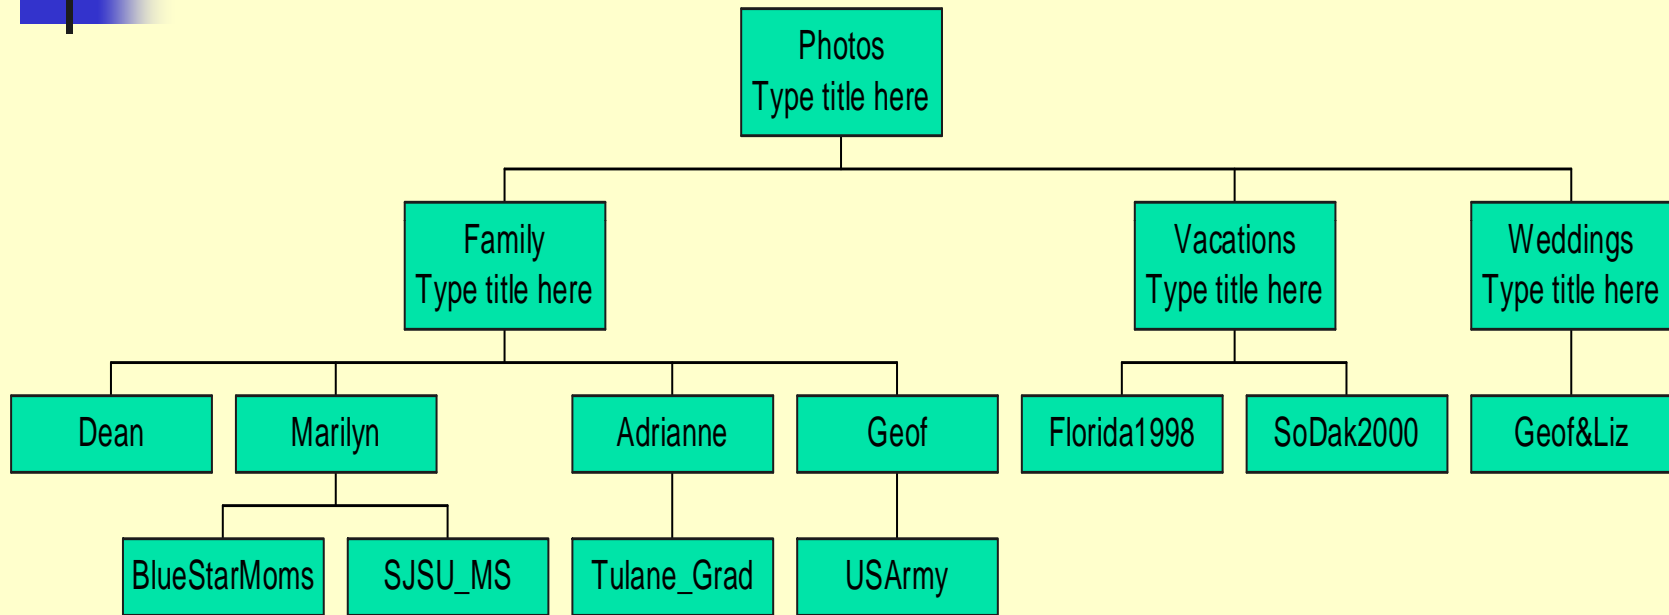 Photos
Type title here
Family
Type title here
Vacations
Type title here
Weddings
Type title here
Dean
Marilyn
Adrianne
Geof
Florida1998
SoDak2000
Geof&Liz
BlueStarMoms
SJSU_MS
Tulane_Grad
USArmy